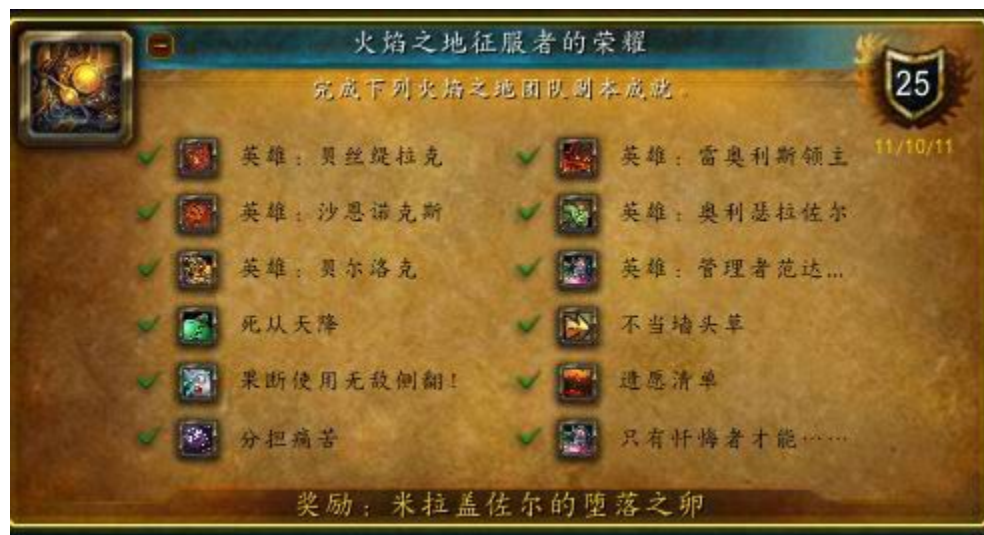 火焰之地征服者的荣耀
完成下列火焰之地团队副本成就
25
11/10/11
英雄：贝丝缇拉克
英雄：雷奥利斯领主
英雄：沙恩诺克斯
英雄：奥利瑟拉佐尔
英雄：贝尔洛克
英雄：管理者范达...
死从天降
不当墙头草
果断使用无敌侧翻！
遗愿清单
分担痛苦
只有忏悔者才能……
奖励：米拉盖佐尔的堕落之卵